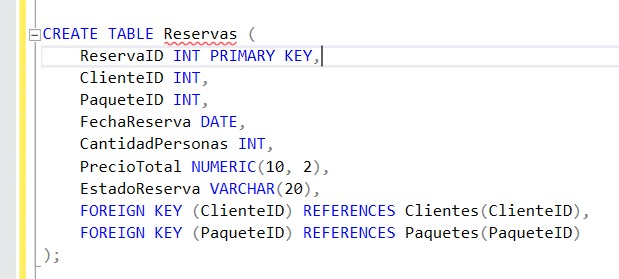 CREATE TABLE Reservas (
ReservaID INT PRIMARY KEY,
ClienteID INT,
PaqueteID INT,
FechaReserva DATE,
CantidadPersonas INT,
PrecioTotal NUMERIC(10, 2),
EstadoReserva VARCHAR(20),
FOREIGN KEY (ClienteID) REFERENCES Clientes(ClienteID),
FOREIGN KEY (PaqueteID) REFERENCES Paquetes(PaqueteID)
);